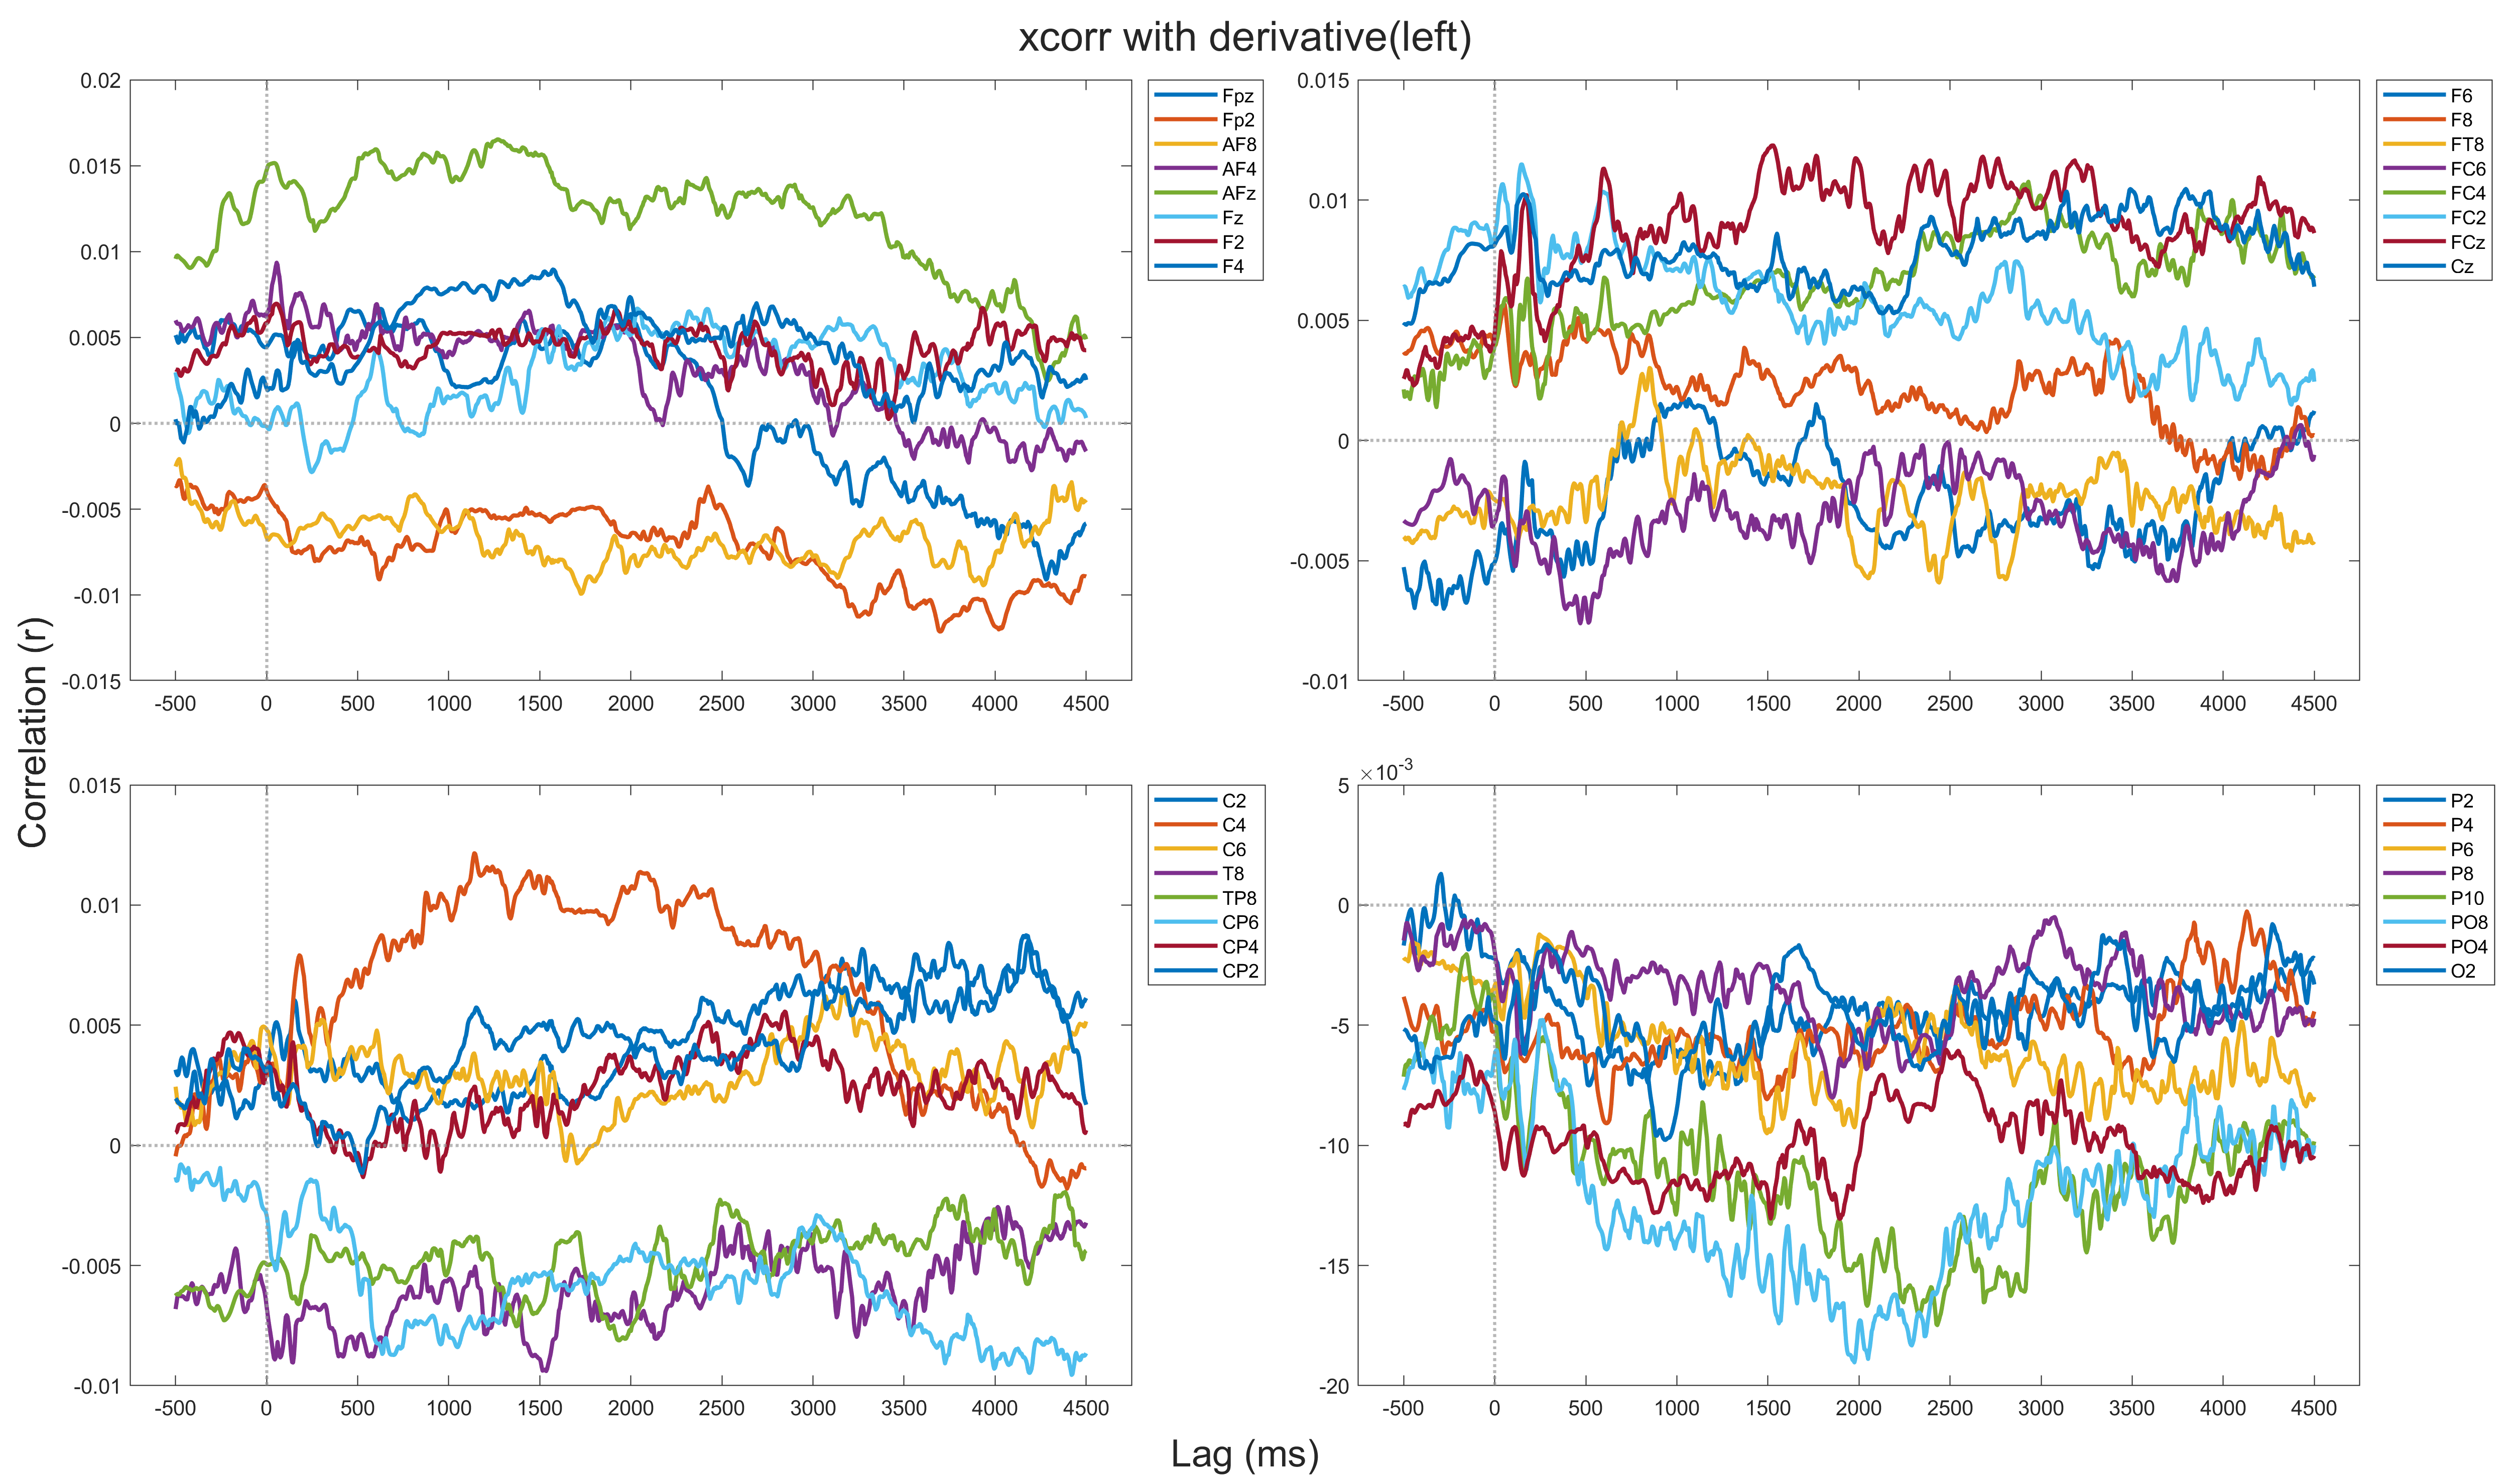 xcorr with derivative(left)
Correlation (r)
0.02
0.015
0.01
0.005
0
-0.005
-0.01
-0.015
-500 0 500 1000 1500 2000 2500 3000 3500 4000 4500
Fpz
Fp2
AF8
AF4
AFz
Fz
F2
F4
0.015
0.01
0.005
0
-0.005
-0.01
-500 0 500 1000 1500 2000 2500 3000 3500 4000 4500
F6
F8
FT8
FC6
FC4
FC2
FCz
Cz
0.015
0.01
0.005
0
-0.005
-0.01
-500 0 500 1000 1500 2000 2500 3000 3500 4000 4500
C2
C4
C6
T8
TP8
CP6
CP4
CP2
×10-3
5
0
-5
-10
-15
-20
-500 0 500 1000 1500 2000 2500 3000 3500 4000 4500
P2
P4
P6
P8
P10
PO8
PO4
O2
Lag (ms)